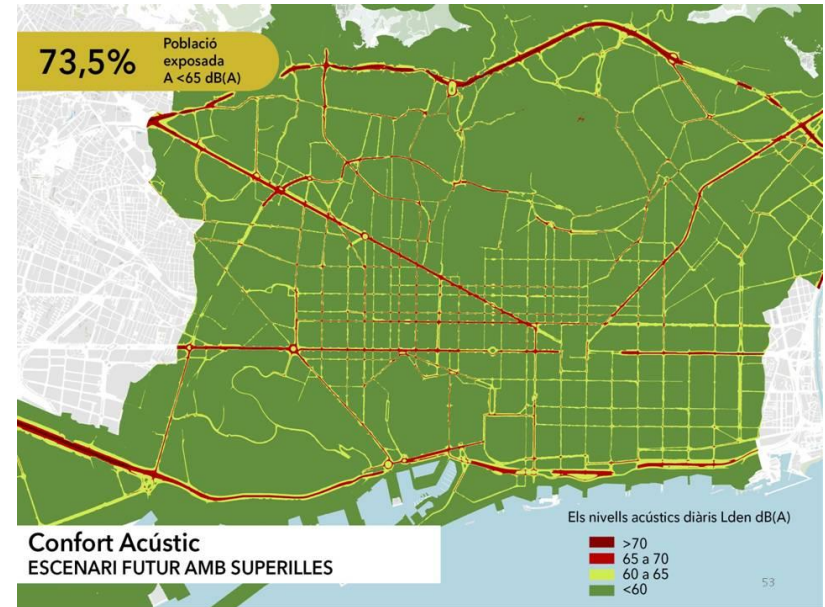 73,5%
Població
exposada
A <65 dB(A)
Els nivells acústics diàris Lden dB(A)
>70
65 a 70
60 a 65
<60
Confort Acústic
ESCENARI FUTUR AMB SUPERILLES
53